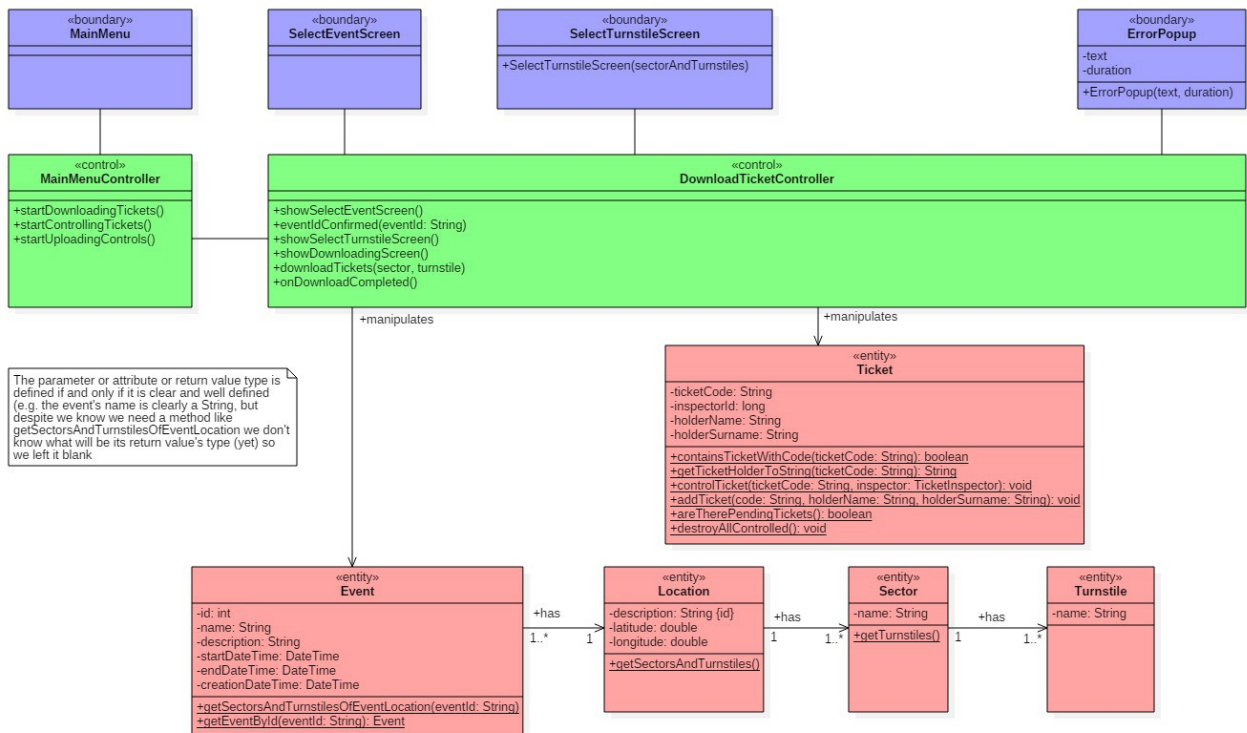 «boundary»
MainMenu
«boundary»
SelectEventScreen
«boundary»
SelectTurnstileScreen
+SelectTurnstileScreen(sectorAndTurnstiles)
«boundary»
ErrorPopup
-text
-duration
+ErrorPopup(text, duration)
«control»
MainMenuController
+startDownloadingTickets()
+startControllingTickets()
+startUploadingControls()
«control»
DownloadTicketController
+showSelectEventScreen()
+eventIdConfirmed(eventId: String)
+showSelectTurnstileScreen()
+showDownloadingScreen()
+downloadTickets(sector, turnstile)
+onDownloadCompleted()
+manipulates
+manipulates
The parameter or attribute or return value type is
defined if and only if it is clear and well defined
(e.g. the event's name is clearly a String, but
despite we know we need a method like
getSectorsAndTurnstilesOfEventLocation we don't
know what will be its return value's type (yet) so
we left it blank
«entity»
Ticket
-ticketCode: String
-inspectorId: long
-holderName: String
-holderSurname: String
+containsTicketWithCode(ticketCode: String): boolean
+getTicketHolderToString(ticketCode: String): String
+controlTicket(ticketCode: String, inspector: TicketInspector): void
+addTicket(code: String, holderName: String, holderSurname: String): void
+areTherePendingTickets(): boolean
+destroyAllControlled(): void
«entity»
Event
-id: int
-name: String
-description: String
-startDateTime: DateTime
-endDateTime: DateTime
-creationDateTime: DateTime
+getSectorsAndTurnstilesOfEventLocation(eventId: String)
+getEventById(eventId: String): Event
+has
1..*
1
«entity»
Location
-description: String {id}
-latitude: double
-longitude: double
+getSectorsAndTurnstiles()
+has
1
1..*
«entity»
Sector
-name: String
+getTurnstiles()
+has
1
1..*
«entity»
Turnstile
-name: String